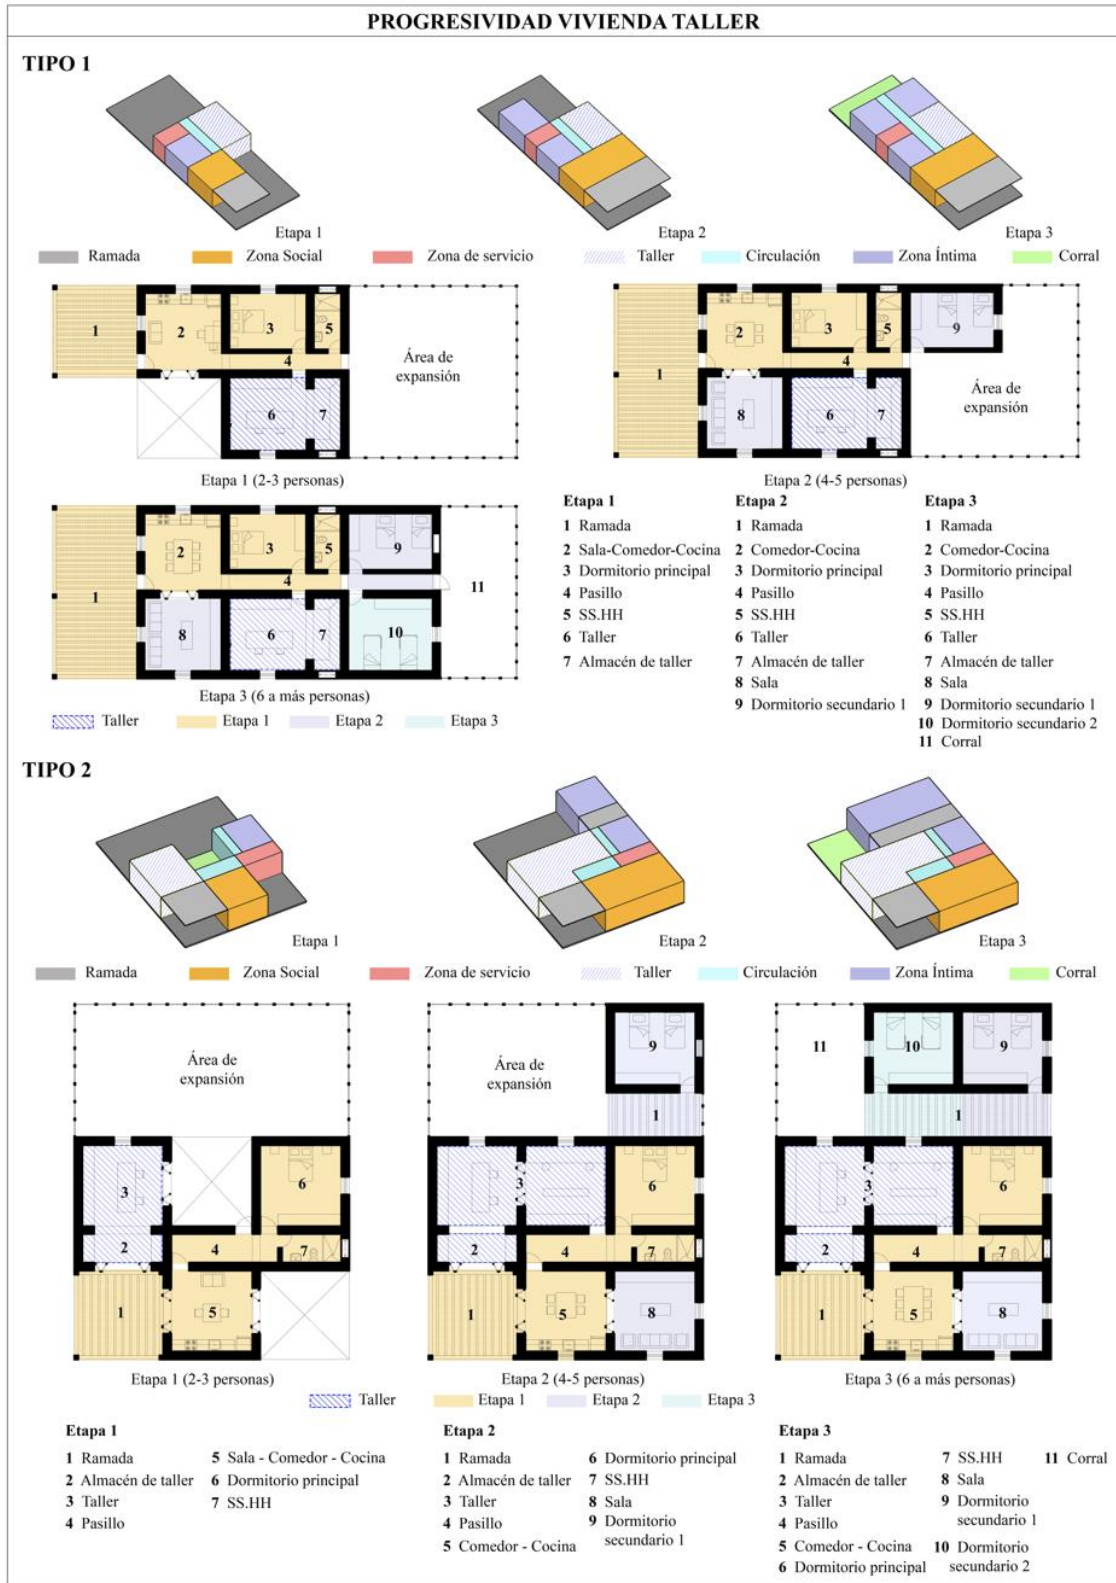 PROGRESIVIDAD VIVIENDA TALLER
TIPO 1
Etapa 1
Etapa 2
Etapa 3
Ramada
Zona Social
Zona de servicio
Taller
Circulación
Zona Íntima
Corral
1
2
3
5
4
6
7
Área de
expansión
Etapa 1 (2-3 personas)
1
2
3
5
9
4
8
6
7
Área de
expansión
Etapa 2 (4-5 personas)
1
2
3
5
9
4
11
8
6
7
10
Etapa 3 (6 a más personas)
Taller
Etapa 1
Etapa 2
Etapa 3
Etapa 1
1 Ramada
2 Sala-Comedor-Cocina
3 Dormitorio principal
4 Pasillo
5 SS.HH
6 Taller
7 Almacén de taller
Etapa 2
1 Ramada
2 Comedor-Cocina
3 Dormitorio principal
4 Pasillo
5 SS.HH
6 Taller
7 Almacén de taller
8 Sala
9 Dormitorio secundario 1
Etapa 3
1 Ramada
2 Comedor-Cocina
3 Dormitorio principal
4 Pasillo
5 SS.HH
6 Taller
7 Almacén de taller
8 Sala
9 Dormitorio secundario 1
10 Dormitorio secundario 2
11 Corral
TIPO 2
Etapa 1
Etapa 2
Etapa 3
Ramada
Zona Social
Zona de servicio
Taller
Circulación
Zona Íntima
Corral
Área de
expansión
3
6
2
4
7
1
5
Etapa 1 (2-3 personas)
Área de
expansión
9
1
3
6
2
4
7
1
5
8
Etapa 2 (4-5 personas)
11
10
9
1
3
6
2
4
7
1
5
8
Etapa 3 (6 a más personas)
Taller
Etapa 1
Etapa 2
Etapa 3
Etapa 1
1 Ramada
2 Almacén de taller
3 Taller
4 Pasillo
5 Sala - Comedor - Cocina
6 Dormitorio principal
7 SS.HH
Etapa 2
1 Ramada
2 Almacén de taller
3 Taller
4 Pasillo
5 Comedor - Cocina
6 Dormitorio principal
7 SS.HH
8 Sala
9 Dormitorio
secundario 1
Etapa 3
1 Ramada
2 Almacén de taller
3 Taller
4 Pasillo
5 Comedor - Cocina
6 Dormitorio principal
7 SS.HH
8 Sala
9 Dormitorio
secundario 1
10 Dormitorio
secundario 2
11 Corral